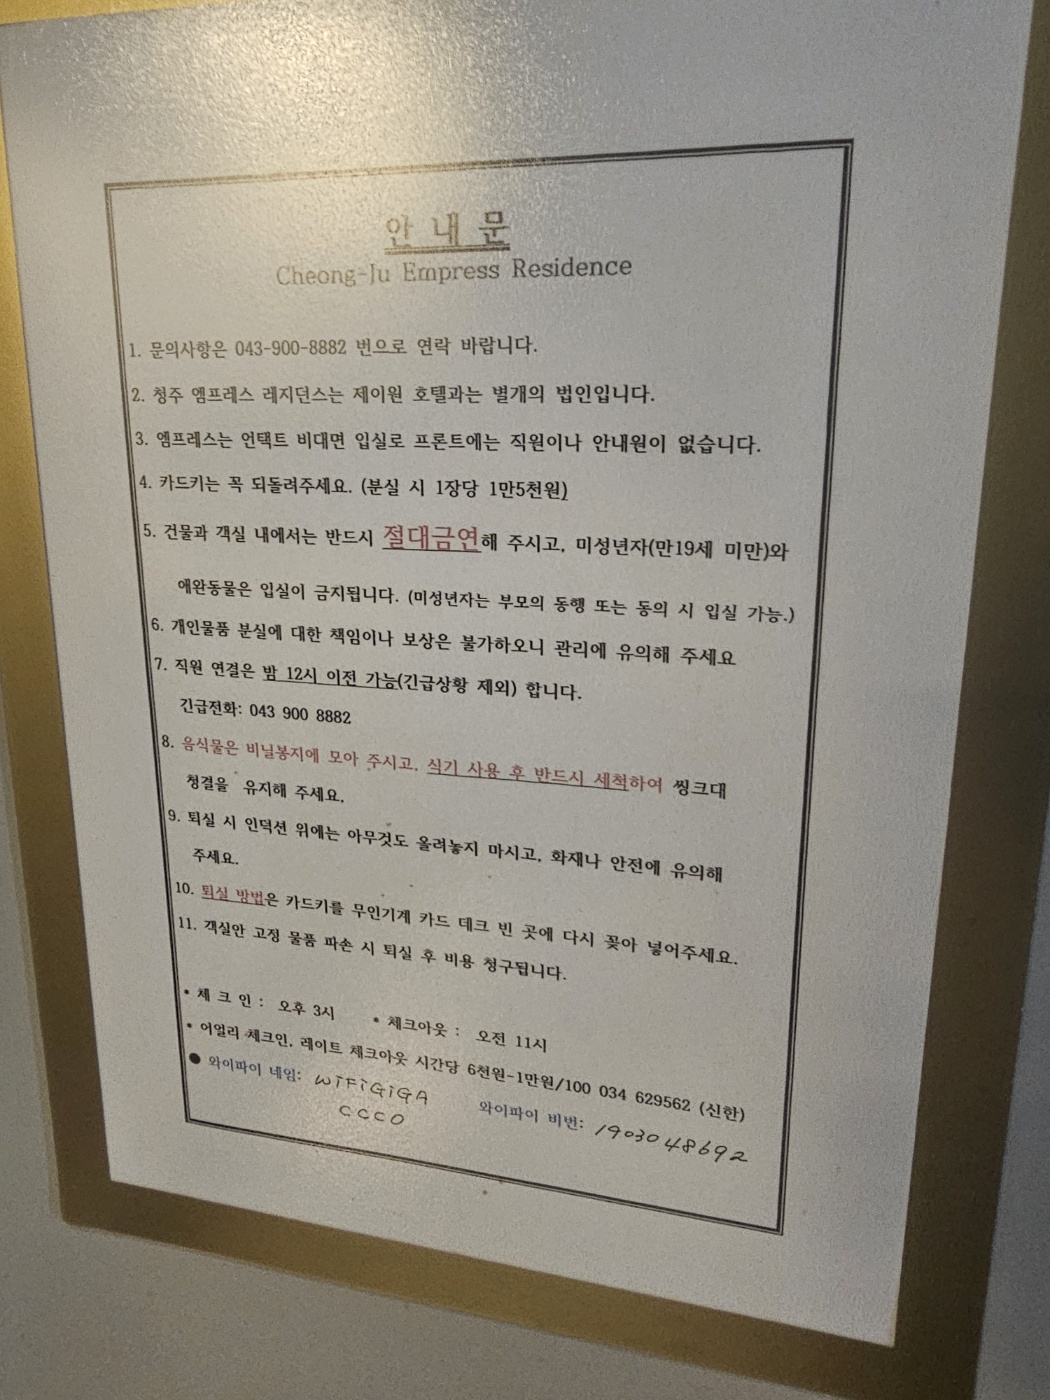 안 내 문
Cheong-Ju Empress Residence
1. 문의사항은 043-900-8882 번으로 연락 바랍니다.
2. 청주 엠프레스 레지던스는 제이원 호텔과는 별개의 법인입니다.
3. 엠프레스는 언택트 비대면 입실로 프론트에는 직원이나 안내원이 없습니다.
4. 카드키는 꼭 되돌려주세요. (분실 시 1장당 1만5천원)
5. 건물과 객실 내에서는 반드시 절대금연해 주시고, 미성년자(만19세 미만)와
애완동물은 입실이 금지됩니다. (미성년자는 부모의 동행 또는 동의 시 입실 가능.)
6. 개인물품 분실에 대한 책임이나 보상은 불가하오니 관리에 유의해 주세요
7. 직원 연결은 밤 12시 이전 가능(긴급상황 제외) 합니다.
긴급전화: 043 900 8882
8. 음식물은 비닐봉지에 모아 주시고, 식기 사용 후 반드시 세척하여 씽크대
청결을 유지해 주세요.
9. 퇴실 시 인덕션 위에는 아무것도 올려놓지 마시고, 화재나 안전에 유의해
주세요.
10. 퇴실 방법은 카드키를 무인기계 카드 데크 빈 곳에 다시 꽂아 넣어주세요.
11. 객실안 고정 물품 파손 시 퇴실 후 비용 청구됩니다.
* 체 크 인 : 오후 3시 * 체크아웃 : 오전 11시
* 어얼리 체크인, 레이트 체크아웃 시간당 6천원-1만원/100 034 629562 (신한)
● 와이파이 네임: WiFiGiGA 와이파이 비번: 1903048692
CCCO